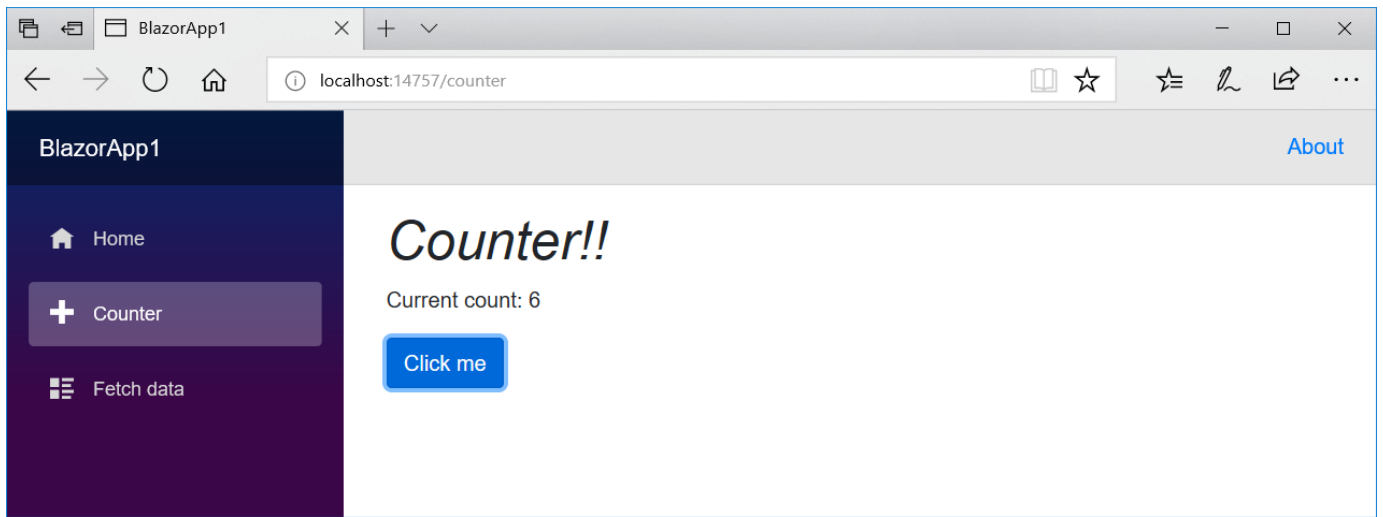 BlazorApp1
localhost:14757/counter
BlazorApp1
About
Home
Counter
Fetch data
Counter!!
Current count: 6
Click me